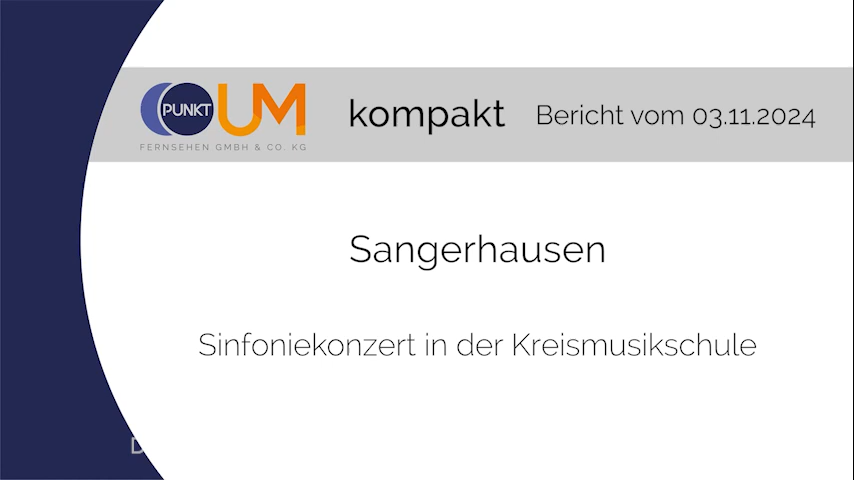 PUNKT UM kompakt Bericht vom 03.11.2024
FERNSEHEN GMBH & CO. KG
Sangerhausen
Sinfoniekonzert in der Kreismusikschule